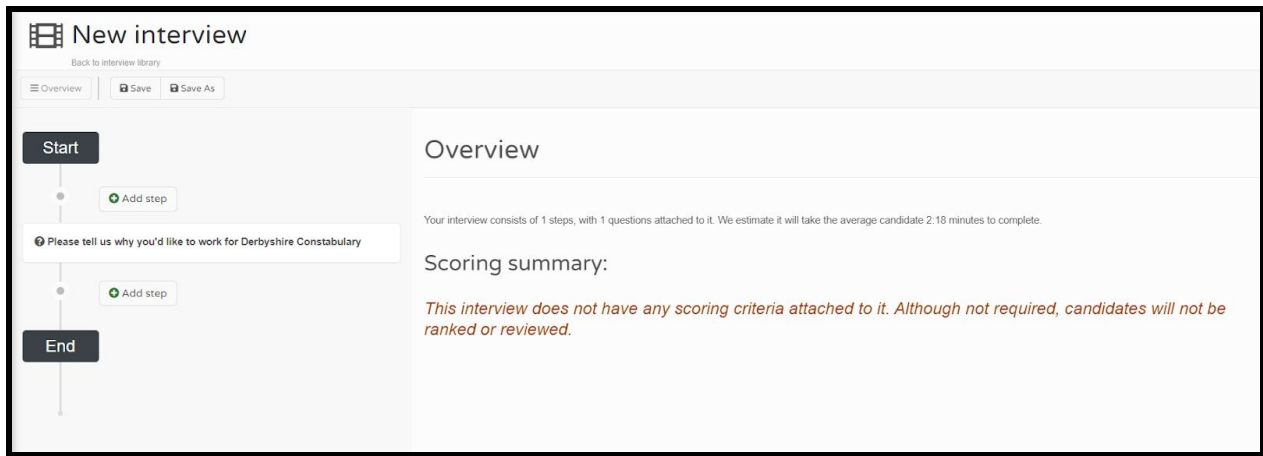 New interview
Back to interview library
Overview
Save
Save As
Start
Add step
Please tell us why you'd like to work for Derbyshire Constabulary
Add step
End
Overview
Your interview consists of 1 steps, with 1 questions attached to it. We estimate it will take the average candidate 2:18 minutes to complete.
Scoring summary:
This interview does not have any scoring criteria attached to it. Although not required, candidates will not be
ranked or reviewed.